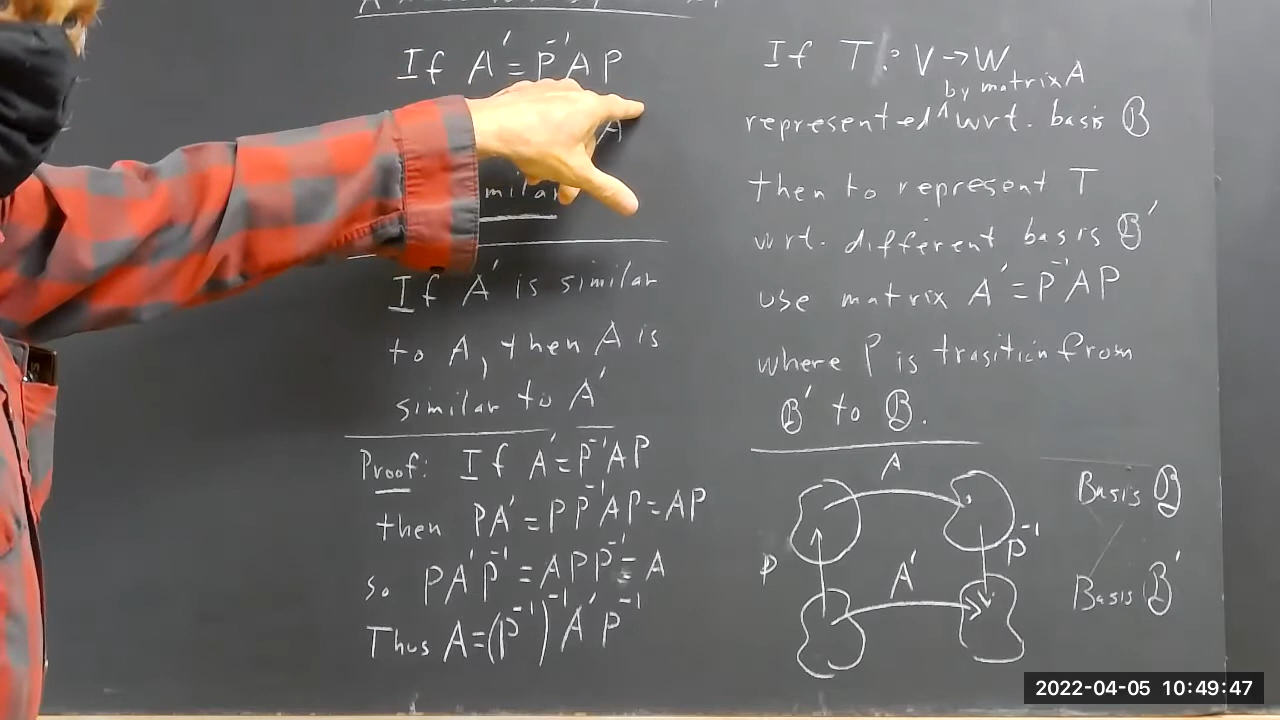 If A' = P⁻¹AP
A
milar
If A' is similar
to A, then A is
similar to A'
Proof: If A' = P⁻¹AP
then PA' = PP⁻¹AP = AP
so PA'P⁻¹ = APP⁻¹ = A
Thus A = (P⁻¹)⁻¹A'P⁻¹
If T: V→W
by matrix A
represented ^ wrt. basis B
then to represent T
wrt. different basis B'
use matrix A' = P⁻¹AP
where P is trasition from
B' to B.
A
Basis B
P
P⁻¹
A'
Basis B'
2022-04-05 10:49:47